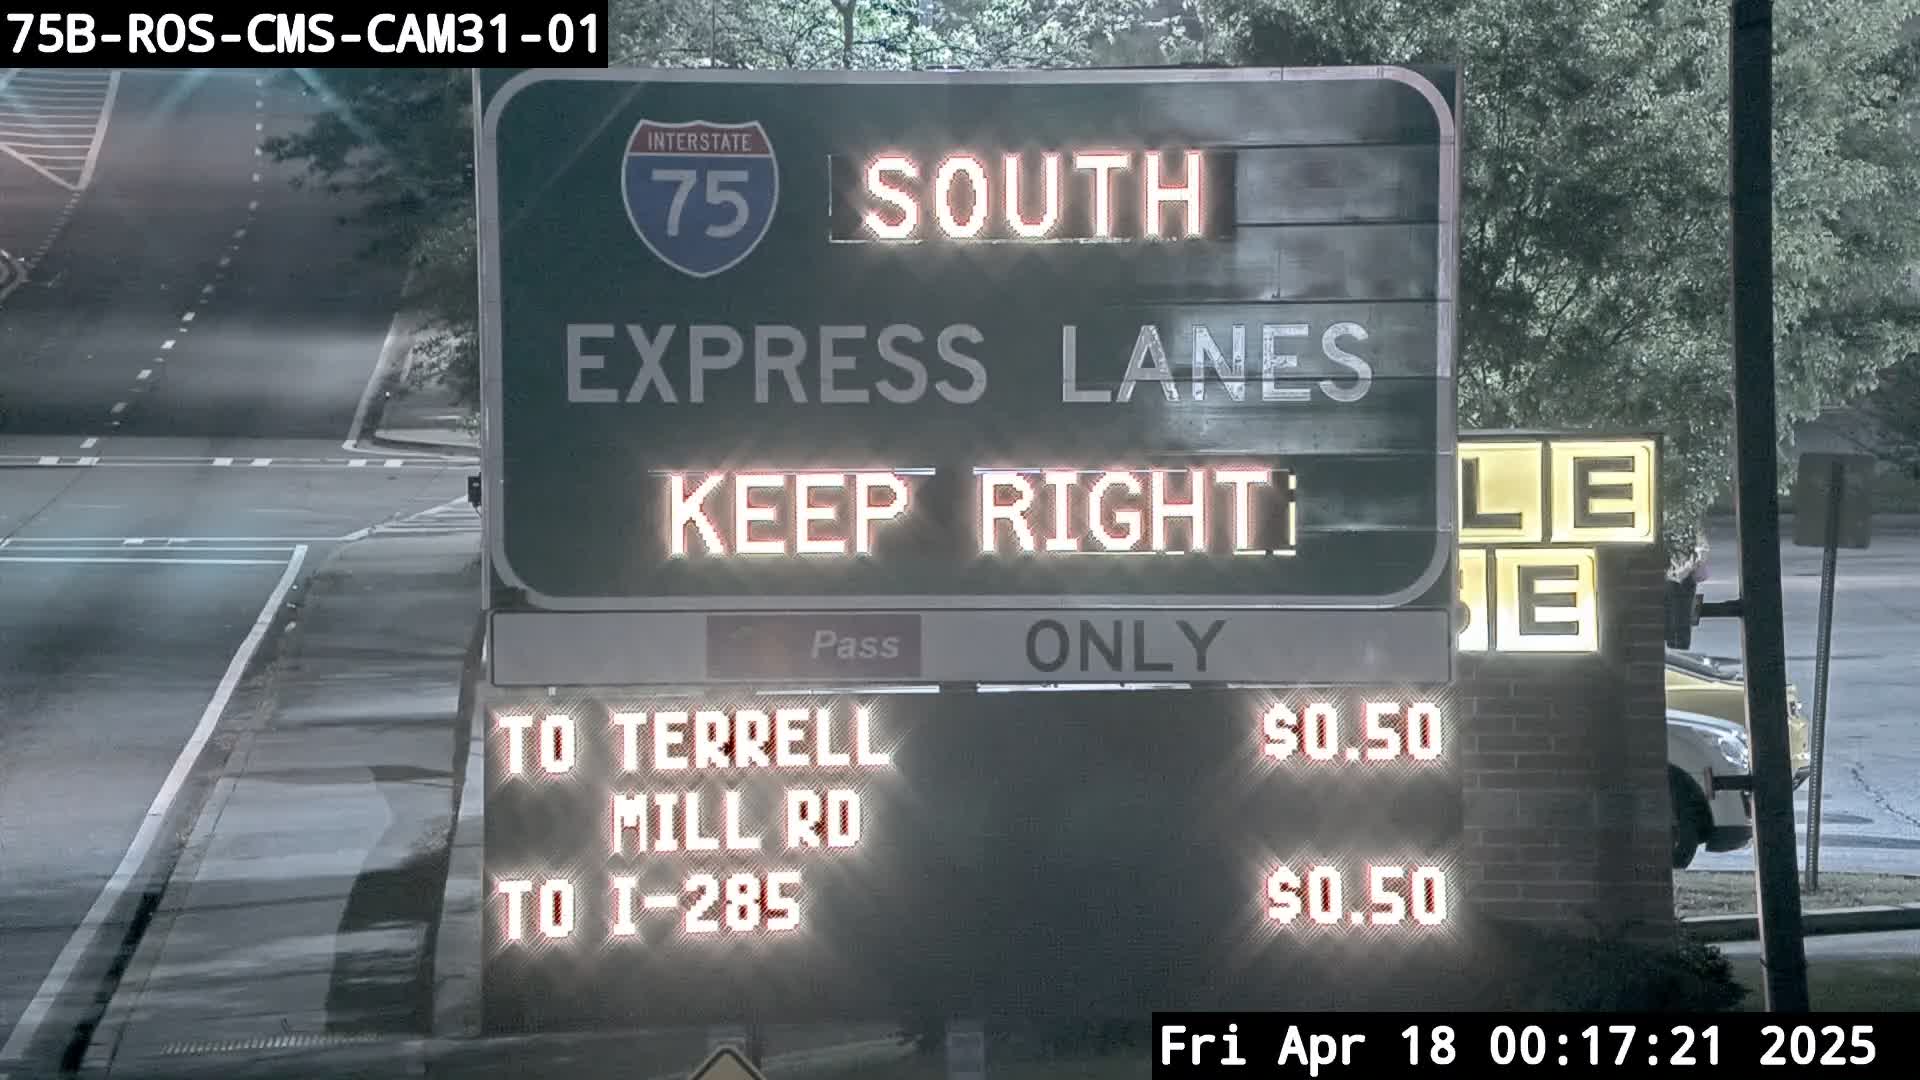 75B-ROS-CMS-CAM31-01
INTERSTATE
75
SOUTH
EXPRESS LANES
KEEP RIGHT
Pass ONLY
TO TERRELL $0.50
MILL RD
TO I-285 $0.50
LE
E
Fri Apr 18 00:17:21 2025